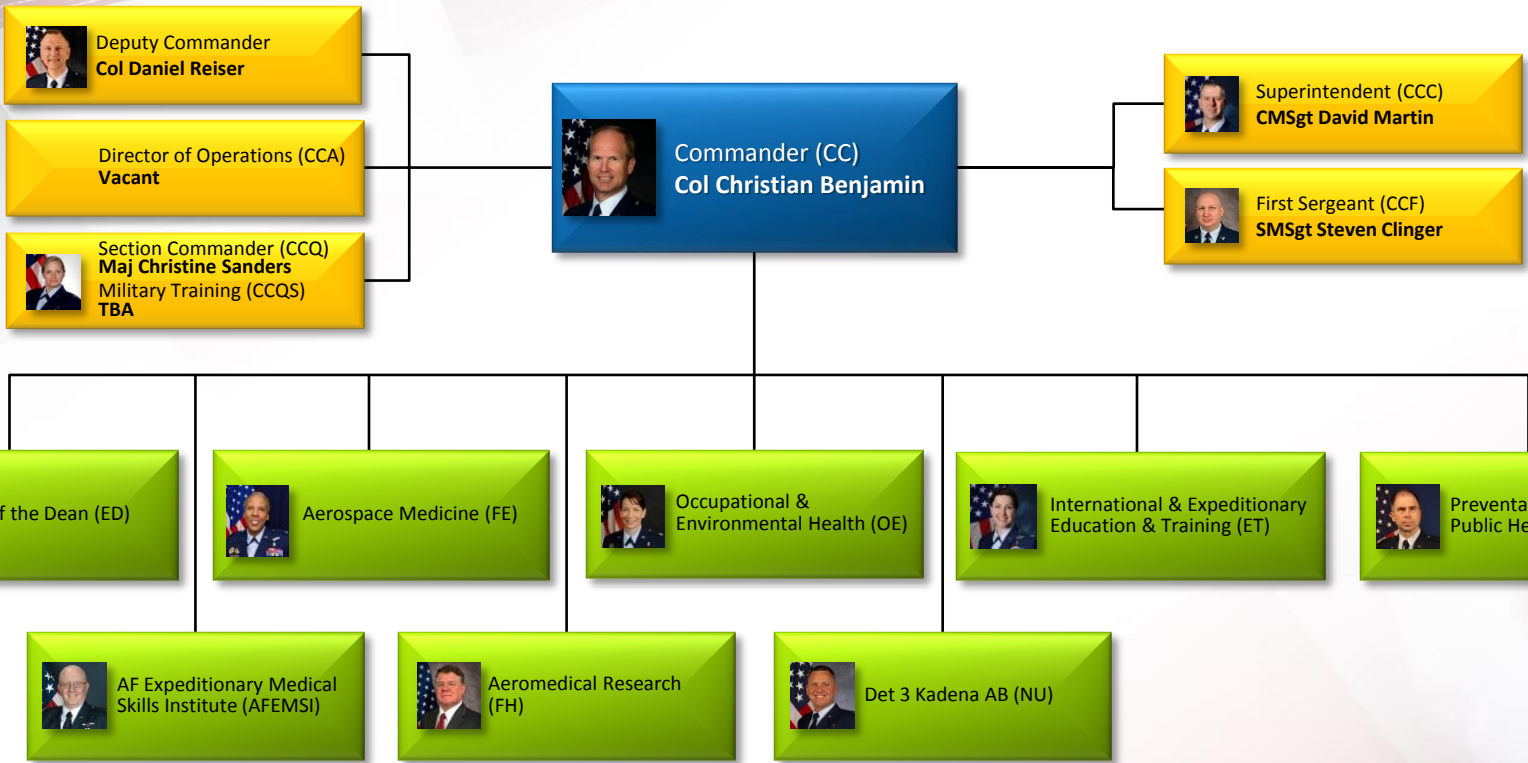 Deputy Commander
Col Daniel Reiser
Director of Operations (CCA)
Vacant
Section Commander (CCQ)
Maj Christine Sanders
Military Training (CCQS)
TBA
Commander (CC)
Col Christian Benjamin
Superintendent (CCC)
CMSgt David Martin
First Sergeant (CCF)
SMSgt Steven Clinger
the Dean (ED)
Aerospace Medicine (FE)
Occupational &
Environmental Health (OE)
International & Expeditionary
Education & Training (ET)
Public
AF Expeditionary Medical
Skills Institute (AFEMSI)
Aeromedical Research
(FH)
Det 3 Kadena AB (NU)